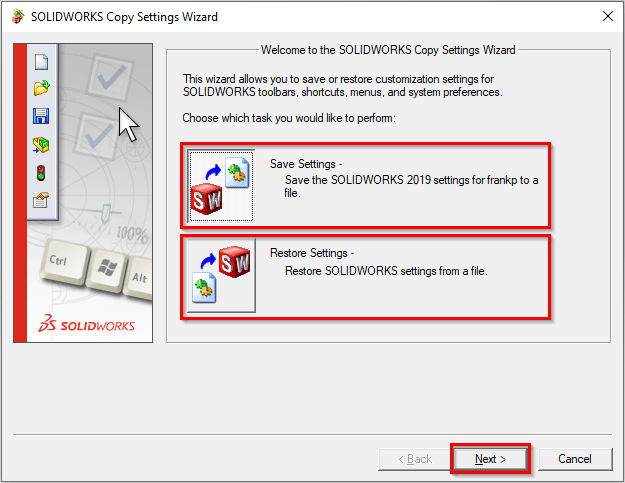 SOLIDWORKS Copy Settings Wizard
Welcome to the SOLIDWORKS Copy Settings Wizard
This wizard allows you to save or restore customization settings for
SOLIDWORKS toolbars, shortcuts, menus, and system preferences.
Choose which task you would like to perform:
Save Settings -
Save the SOLIDWORKS 2019 settings for frankp to a
file.
SW
Restore Settings -
Restore SOLIDWORKS settings from a file.
SW
100%
Ctrl
Alt
SOLIDWORKS
< Back
Next >
Cancel